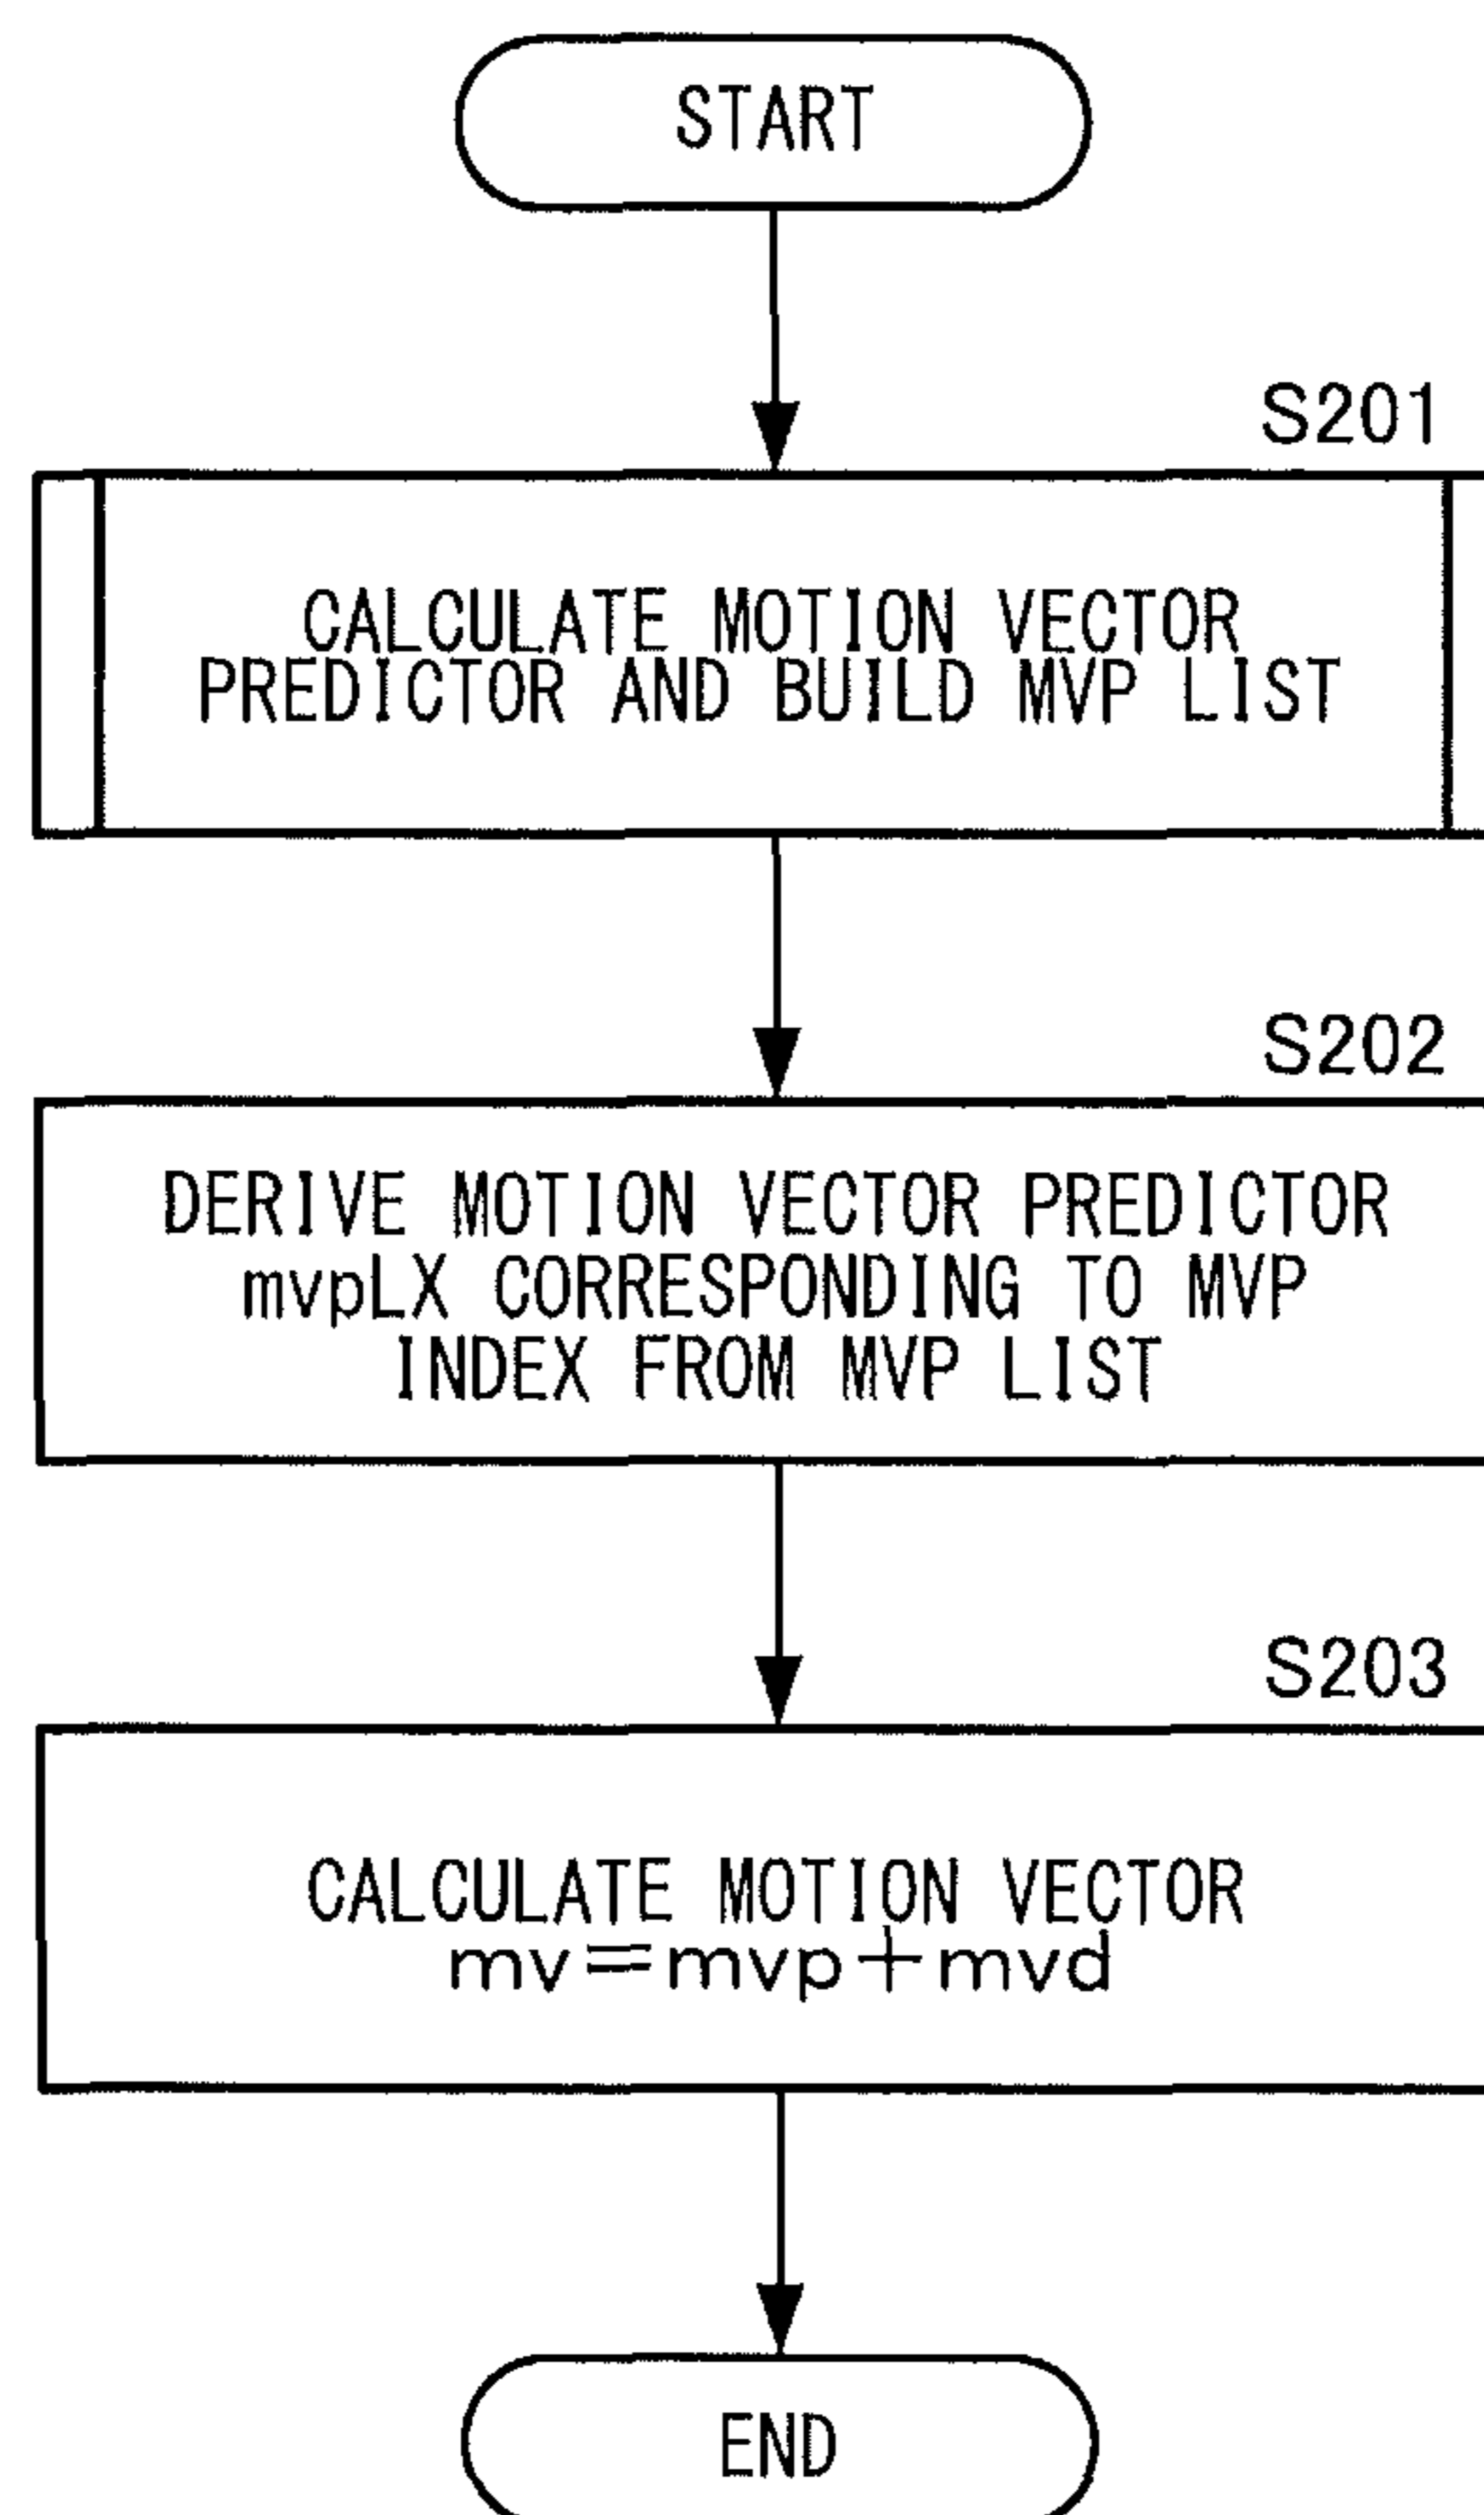 START
S201
CALCULATE MOTION VECTOR
PREDICTOR AND BUILD MVP LIST
S202
DERIVE MOTION VECTOR PREDICTOR
mvpLX CORRESPONDING TO MVP
INDEX FROM MVP LIST
S203
CALCULATE MOTION VECTOR
mv=mvp+mvd
END